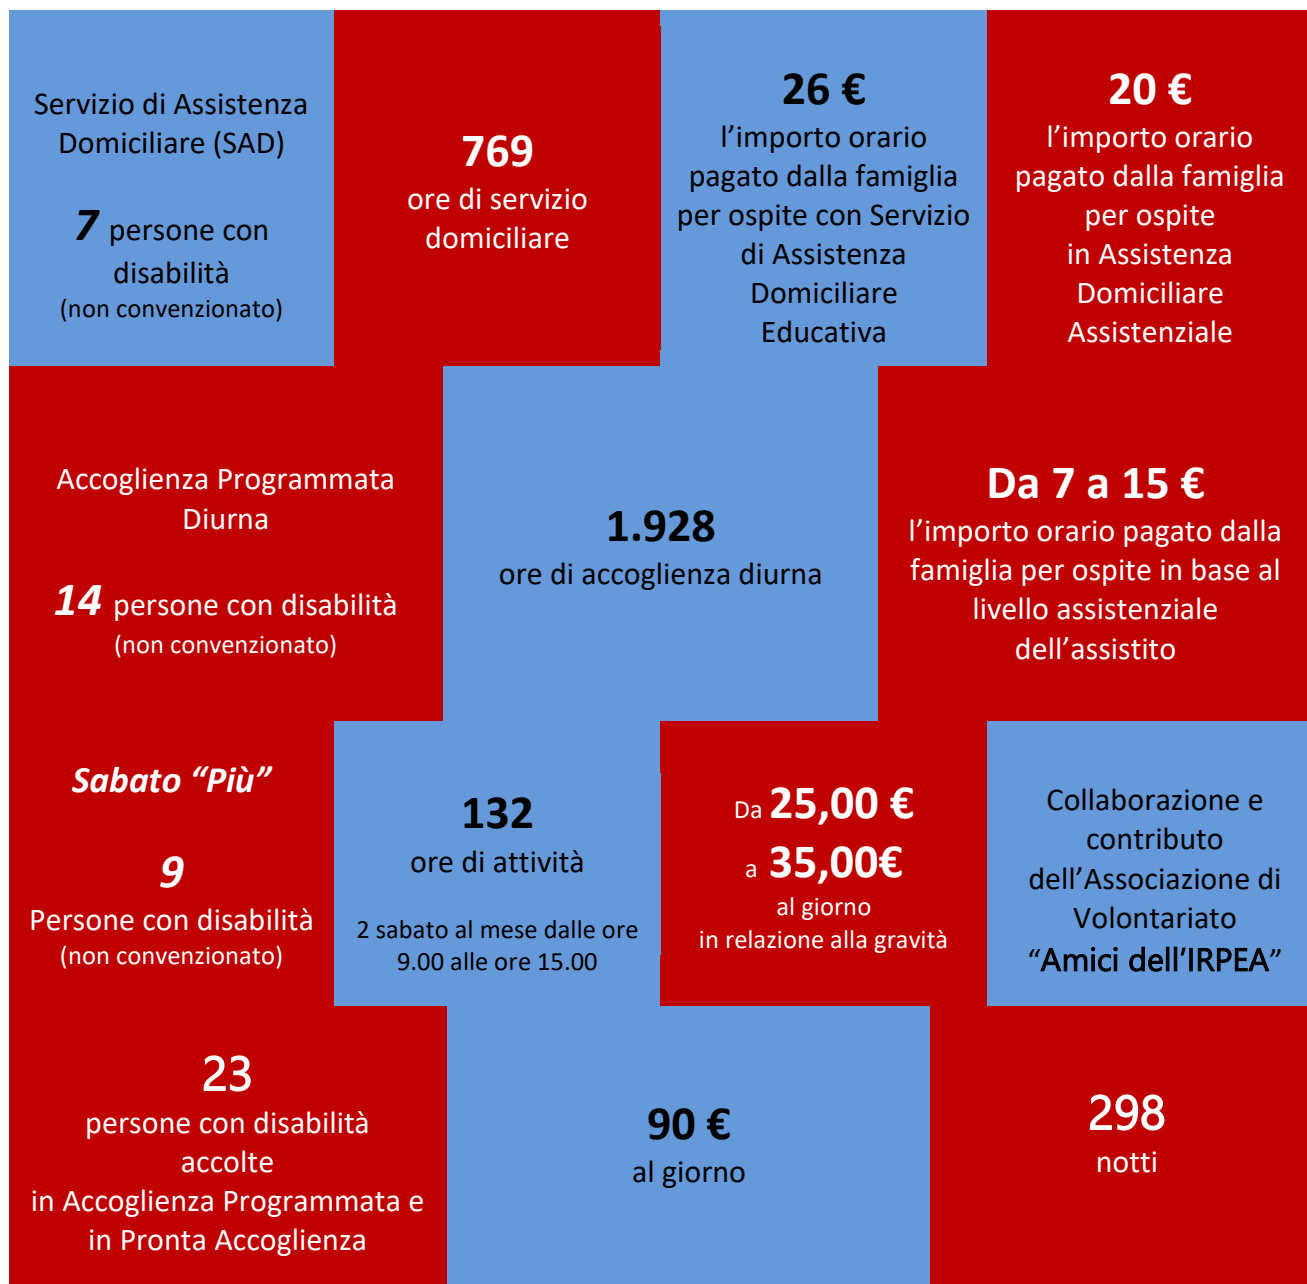 Servizio di Assistenza
Domiciliare (SAD)
7 persone con
disabilità
(non convenzionato)
769
ore di servizio
domiciliare
26 €
l’importo orario
pagato dalla famiglia
per ospite con Servizio
di Assistenza
Domiciliare
Educativa
20 €
l’importo orario
pagato dalla famiglia
per ospite
in Assistenza
Domiciliare
Assistenziale
Accoglienza Programmata
Diurna
14 persone con disabilità
(non convenzionato)
1.928
ore di accoglienza diurna
Da 7 a 15 €
l’importo orario pagato dalla
famiglia per ospite in base al
livello assistenziale
dell’assistito
Sabato “Più”
9
Persone con disabilità
(non convenzionato)
132
ore di attività
2 sabato al mese dalle ore
9.00 alle ore 15.00
Da 25,00 €
a 35,00€
al giorno
in relazione alla gravità
Collaborazione e
contributo
dell’Associazione di
Volontariato
“Amici dell’IRPEA”
23
persone con disabilità
accolte
in Accoglienza Programmata e
in Pronta Accoglienza
90 €
al giorno
298
notti